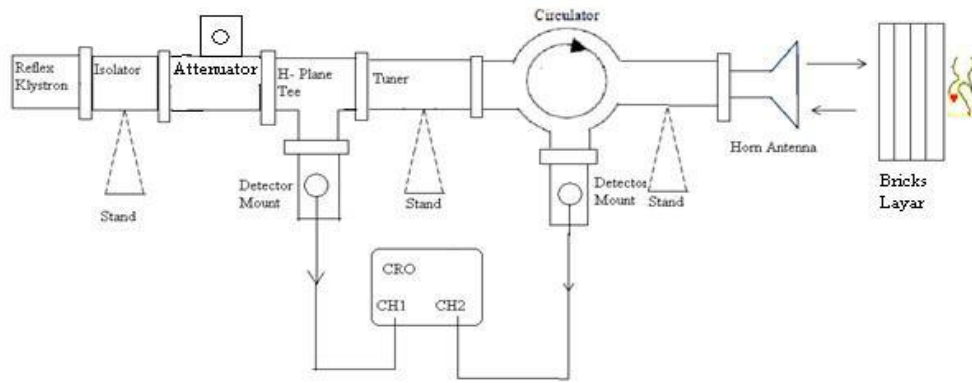 Circulator
Reflex
Klystron
Isolator
Attenuator
H- Plane
Tee
Tuner
Horn Antenna
Bricks
Layar
Stand
Detector
Mount
Stand
Detector
Mount
Stand
CRO
CH1
CH2